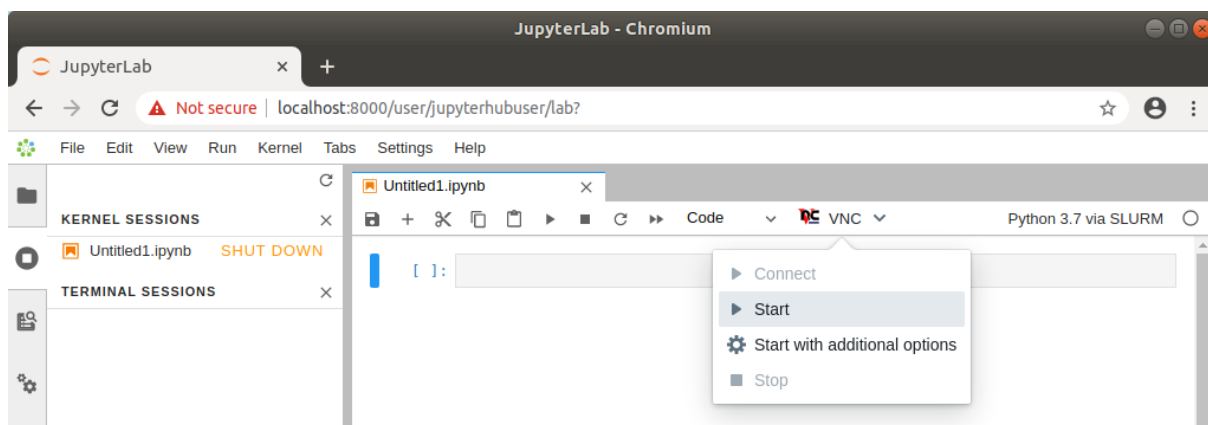 JupyterLab - Chromium
JupyterLab
Not secure | localhost:8000/user/jupyterhubuser/lab?
File Edit View Run Kernel Tabs Settings Help
Untitled1.ipynb
KERNEL SESSIONS
Code VNC Python 3.7 via SLURM
Untitled1.ipynb SHUT DOWN
[ ]:
TERMINAL SESSIONS
Connect
Start
Start with additional options
Stop